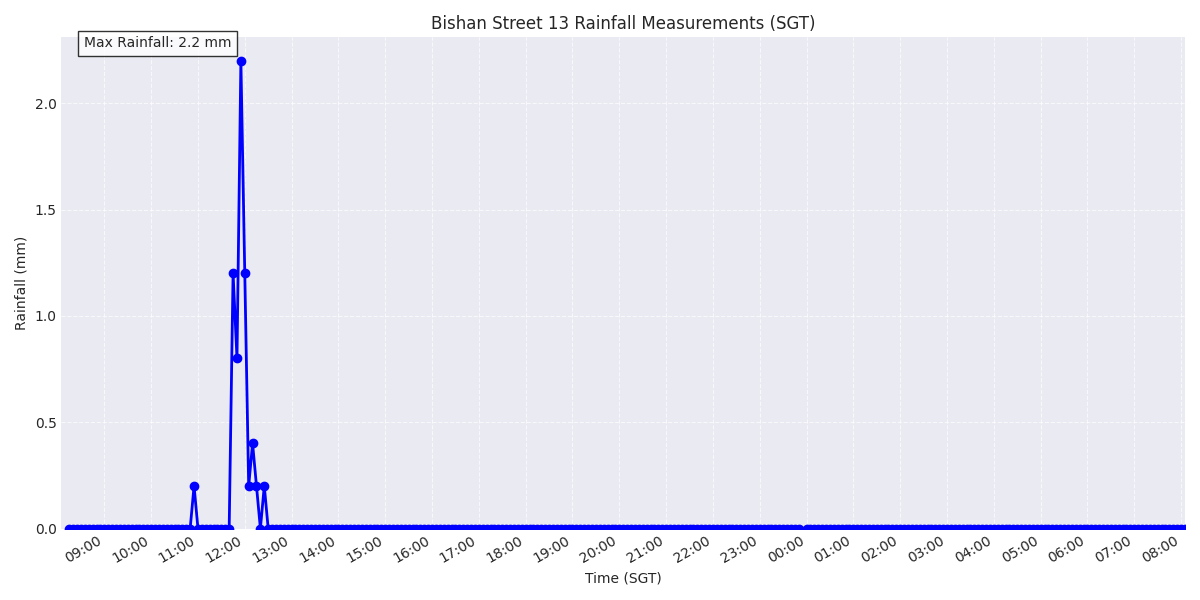 Bishan Street 13 Rainfall Measurements (SGT)
Max Rainfall: 2.2 mm
2.0
1.5
1.0
0.5
0.0
Rainfall (mm)
09:00 10:00 11:00 12:00 13:00 14:00 15:00 16:00 17:00 18:00 19:00 20:00 21:00 22:00 23:00 00:00 01:00 02:00 03:00 04:00 05:00 06:00 07:00 08:00
Time (SGT)